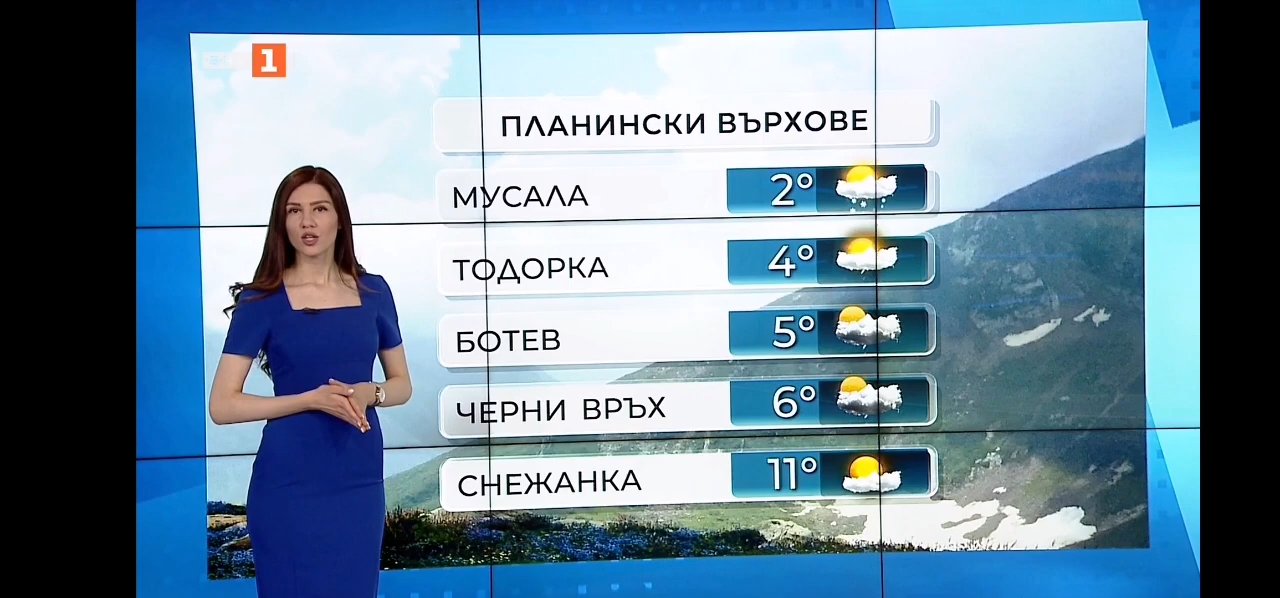 1
ПЛАНИНСКИ ВЪРХОВЕ
МУСАЛА 2°
ТОДОРКА 4°
БОТЕВ 5°
ЧЕРНИ ВРЪХ 6°
СНЕЖАНКА 11°